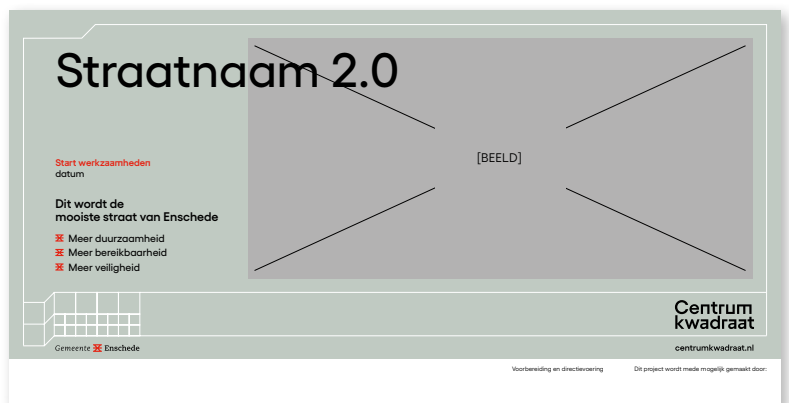 Straatnaam 2.0
[BEELD]
Start werkzaamheden
datum
Dit wordt de
mooiste straat van Enschede
Meer duurzaamheid
Meer bereikbaarheid
Meer veiligheid
Centrum
kwadraat
Gemeente Enschede
centrumkwadraat.nl
Voorbereiding en directievoering
Dit project wordt mede mogelijk gemaakt door: